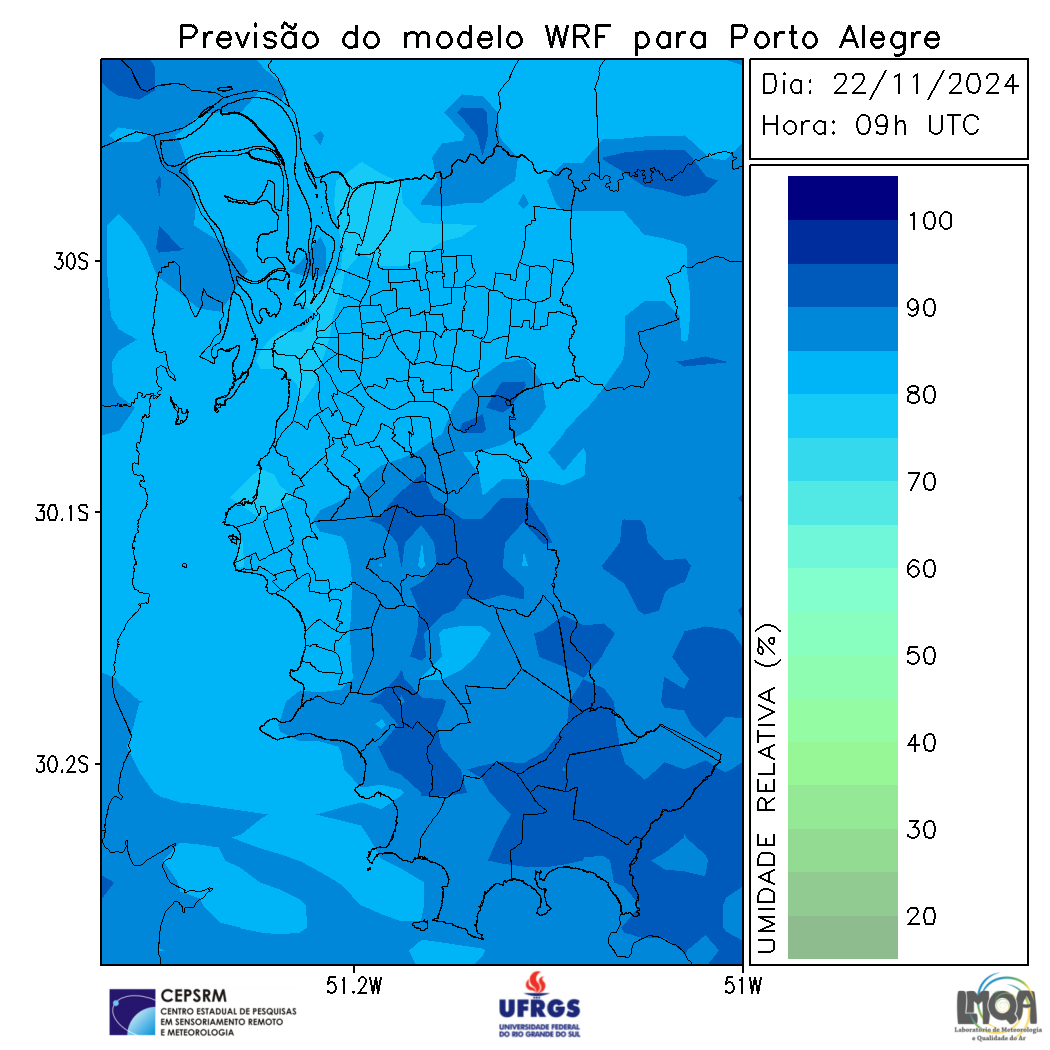 Previsão do modelo WRF para Porto Alegre
Dia: 22/11/2024
Hora: 09h UTC
100
90
80
70
60
50
40
30
20
UMIDADE RELATIVA (%)
30S
30.1S
30.2S
51.2W
51W
CEPSRM
CENTRO ESTADUAL DE PESQUISAS
EM SENSORIAMENTO REMOTO
E METEOROLOGIA
UFRGS
UNIVERSIDADE FEDERAL
DO RIO GRANDE DO SUL
LMQA
Laboratório de Meteorologia
e Qualidade do Ar